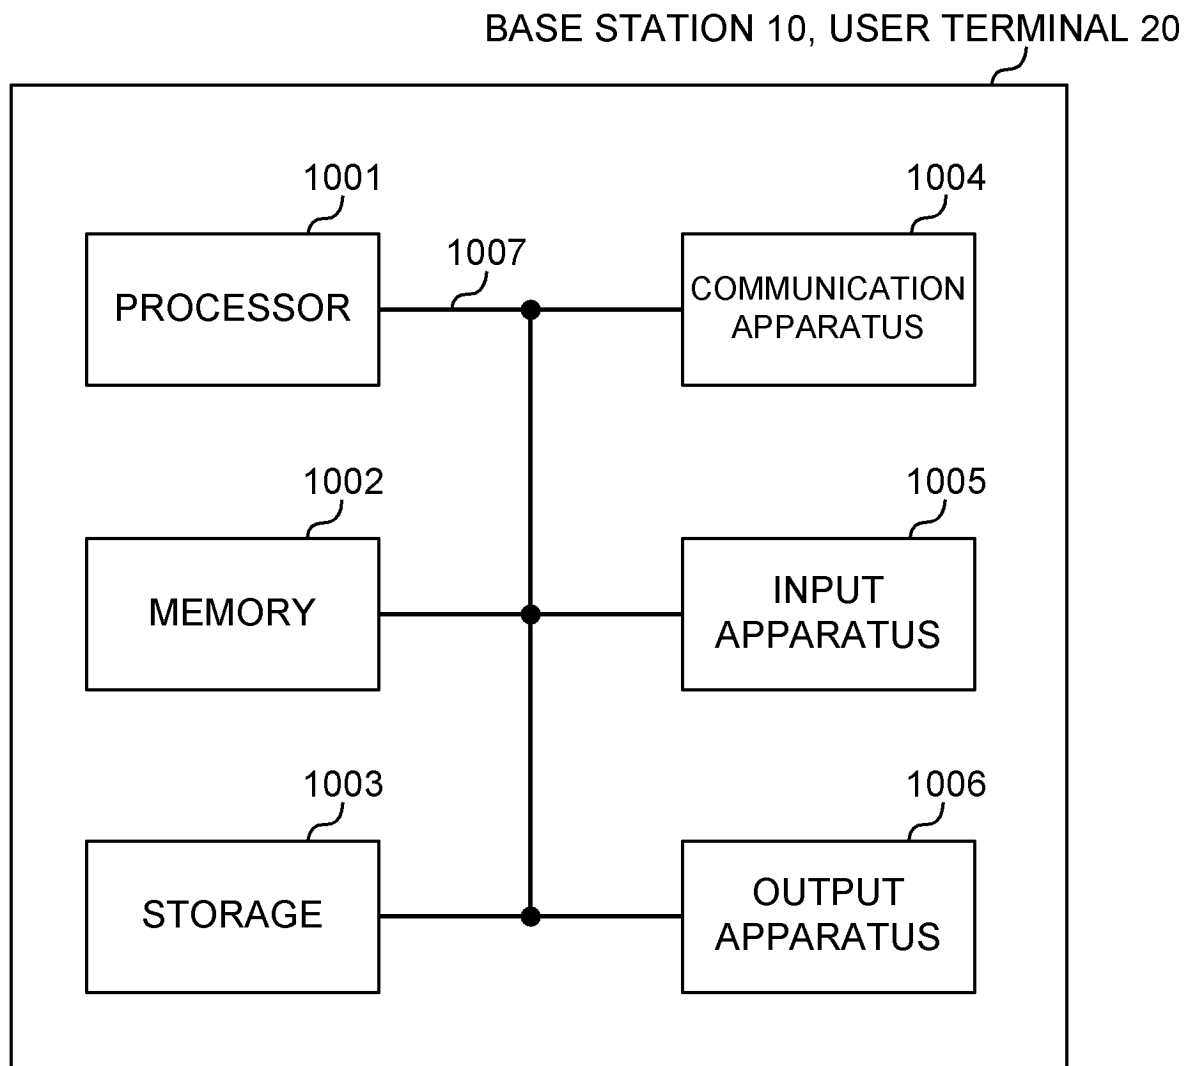 BASE STATION 10, USER TERMINAL 20
1001
1004
1007
PROCESSOR
COMMUNICATION
APPARATUS
1002
1005
MEMORY
INPUT
APPARATUS
1003
1006
STORAGE
OUTPUT
APPARATUS